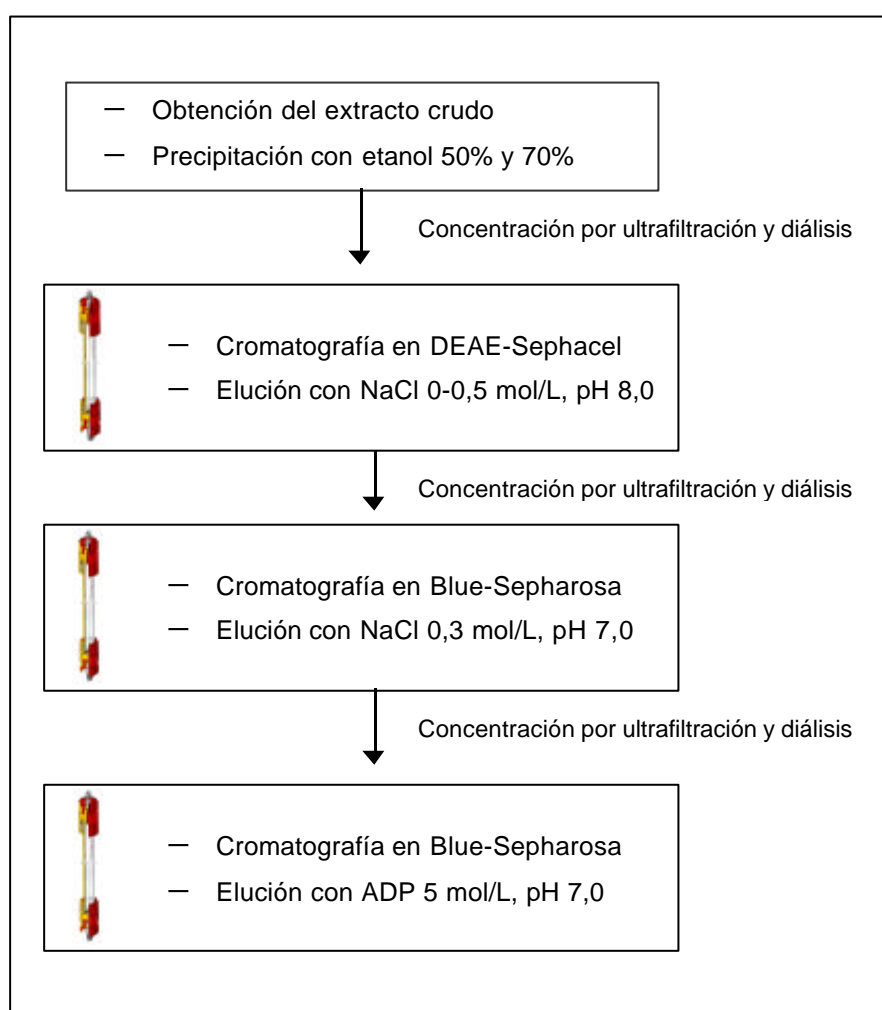 — Obtención del extracto crudo
— Precipitación con etanol 50% y 70%
Concentración por ultrafiltración y diálisis
— Cromatografía en DEAE-Sephacel
— Elución con NaCl 0-0,5 mol/L, pH 8,0
Concentración por ultrafiltración y diálisis
— Cromatografía en Blue-Sepharosa
— Elución con NaCl 0,3 mol/L, pH 7,0
Concentración por ultrafiltración y diálisis
— Cromatografía en Blue-Sepharosa
— Elución con ADP 5 mol/L, pH 7,0